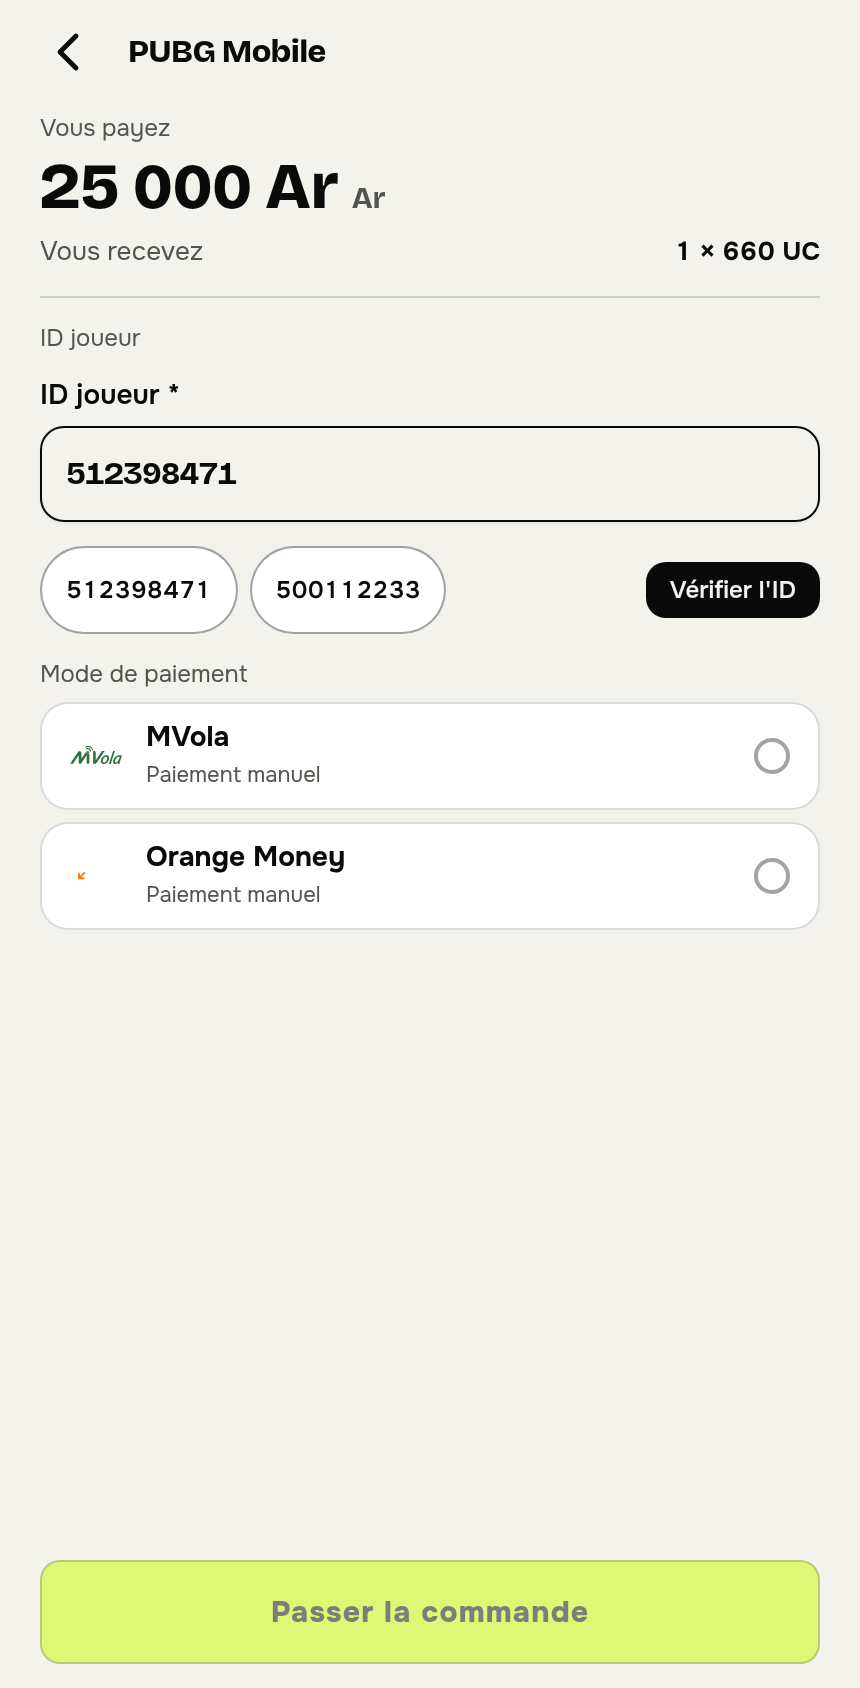 PUBG Mobile
Vous payez
25 000 Ar Ar
Vous recevez 1 × 660 UC
ID joueur
ID joueur *
512398471
512398471 500112233 Vérifier l'ID
Mode de paiement
MVola MVola
Paiement manuel
Orange Money
Paiement manuel
Passer la commande